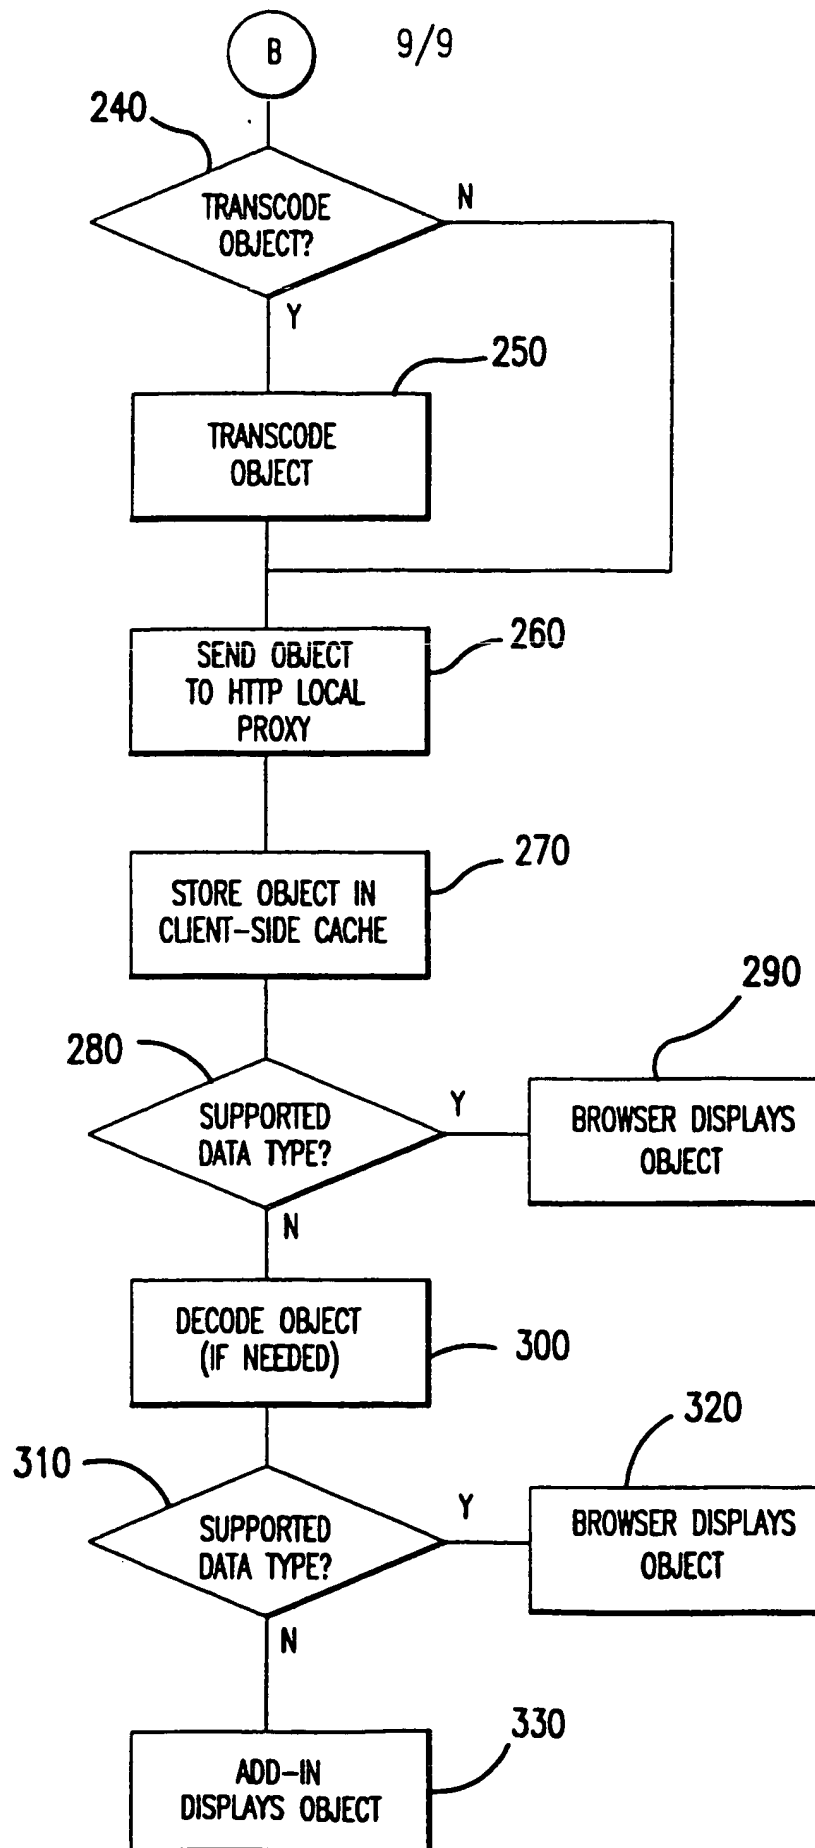 B
9/9
240
TRANSCODE
OBJECT?
N
Y
250
TRANSCODE
OBJECT
260
SEND OBJECT
TO HTTP LOCAL
PROXY
270
STORE OBJECT IN
CLIENT-SIDE CACHE
290
280
SUPPORTED
DATA TYPE?
Y
BROWSER DISPLAYS
OBJECT
N
DECODE OBJECT
(IF NEEDED)
300
320
310
SUPPORTED
DATA TYPE?
Y
BROWSER DISPLAYS
OBJECT
N
330
ADD-IN
DISPLAYS OBJECT